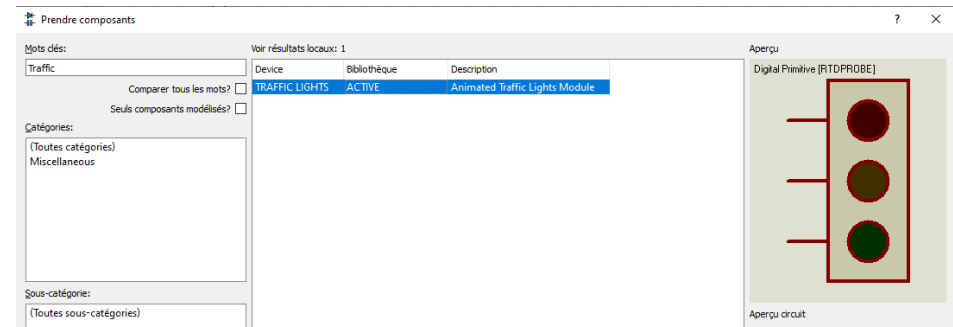 Prendre composants
? ×
Mots clés:
Voir résultats locaux: 1
Aperçu
Traffic
Device Bibliothèque Description
Digital Primitive [RTDPROBE]
Comparer tous les mots?
TRAFFIC LIGHTS ACTIVE Animated Traffic Lights Module
Seuls composants modélisés?
Catégories:
(Toutes catégories)
Miscellaneous
Sous-catégorie:
(Toutes sous-catégories)
Aperçu circuit